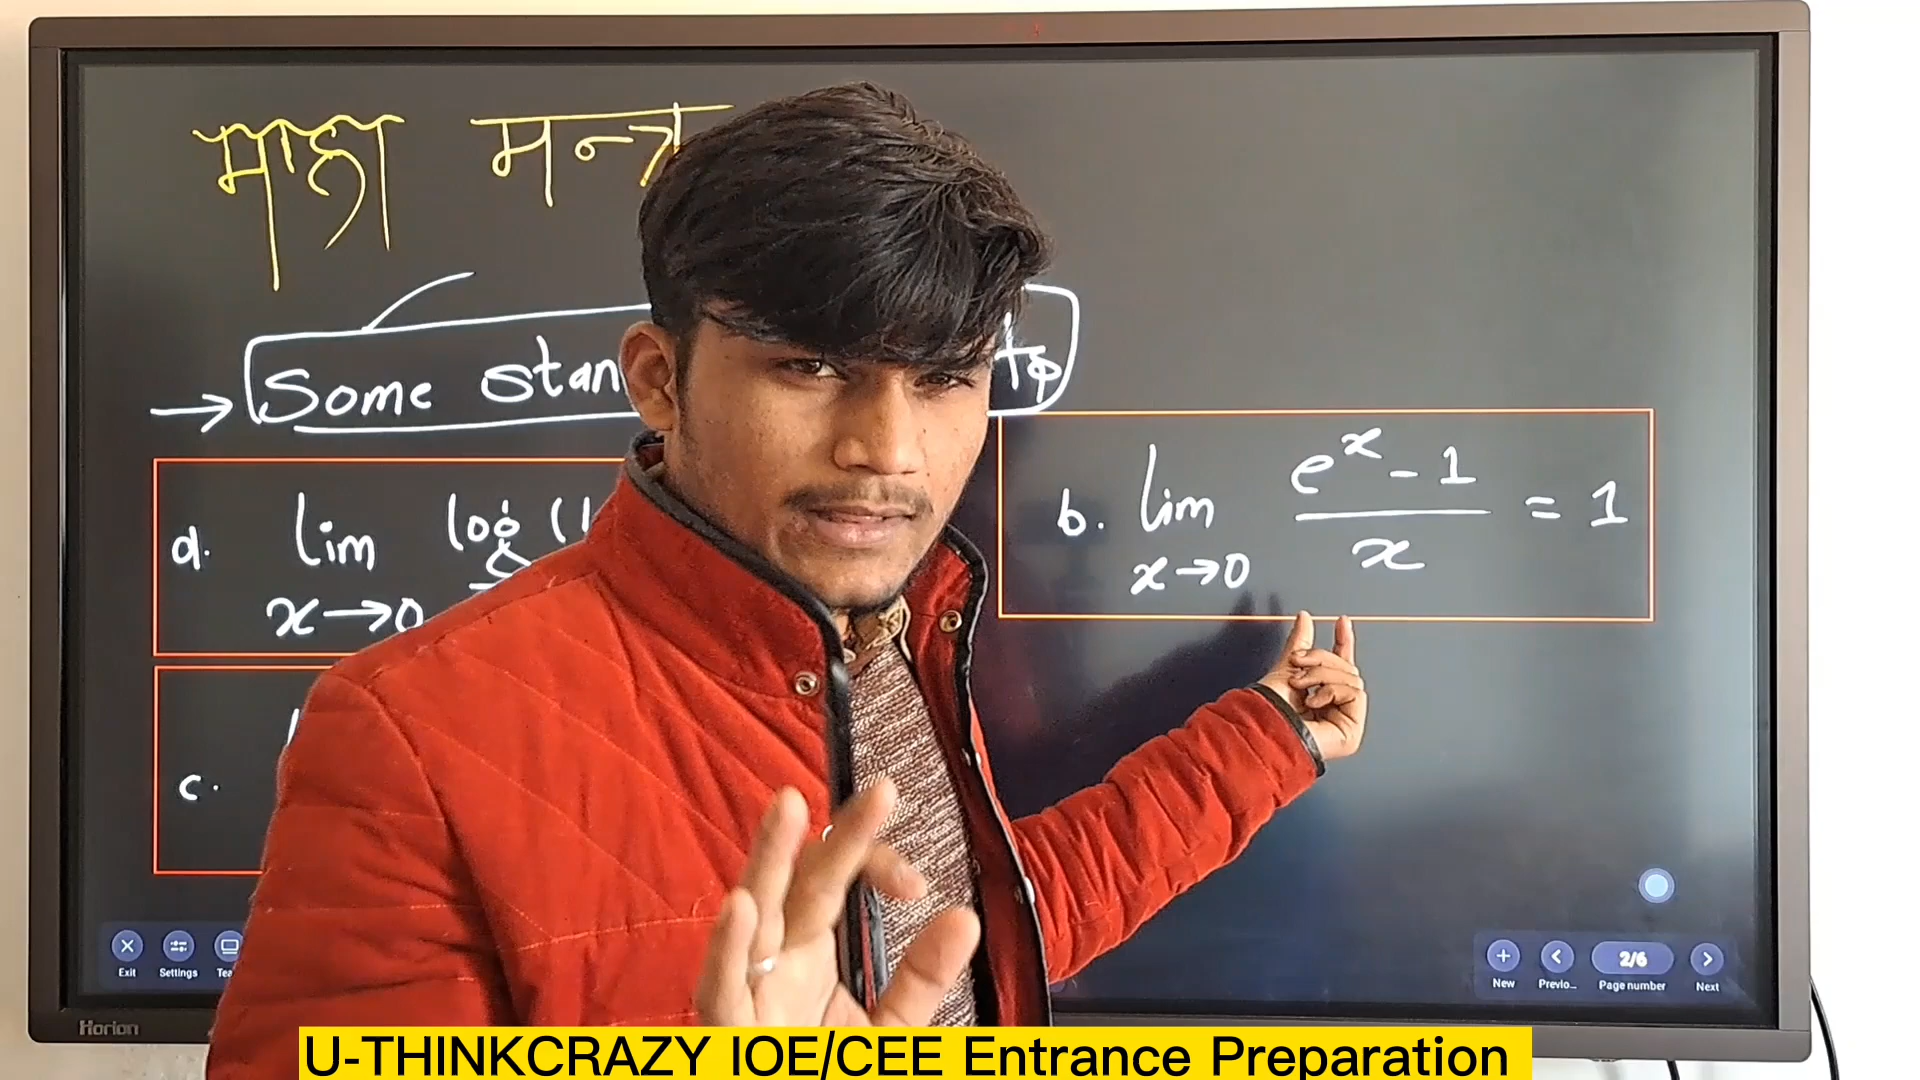 माहा मन्त्र
Some
a. lim log (1
x→0
b. lim e^x - 1 = 1
x→0 x
c.
Exit Settings
New Previo... 2/6 Page number Next
Horion
U-THINKCRAZY IOE/CEE Entrance Preparation